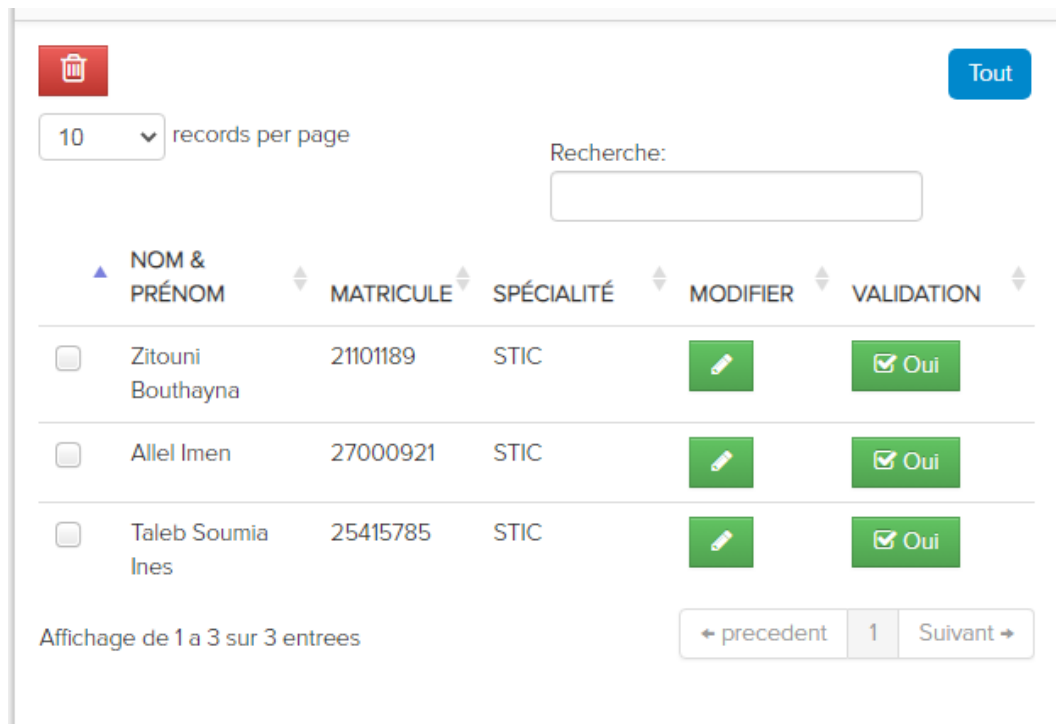 Tout
10 records per page
Recherche:
NOM &
PRÉNOM MATRICULE SPÉCIALITÉ MODIFIER VALIDATION
Zitouni 21101189 STIC Oui
Bouthayna
Allel Imen 27000921 STIC Oui
Taleb Soumia 25415785 STIC Oui
Ines
Affichage de 1 a 3 sur 3 entrees
← precedent 1 Suivant →